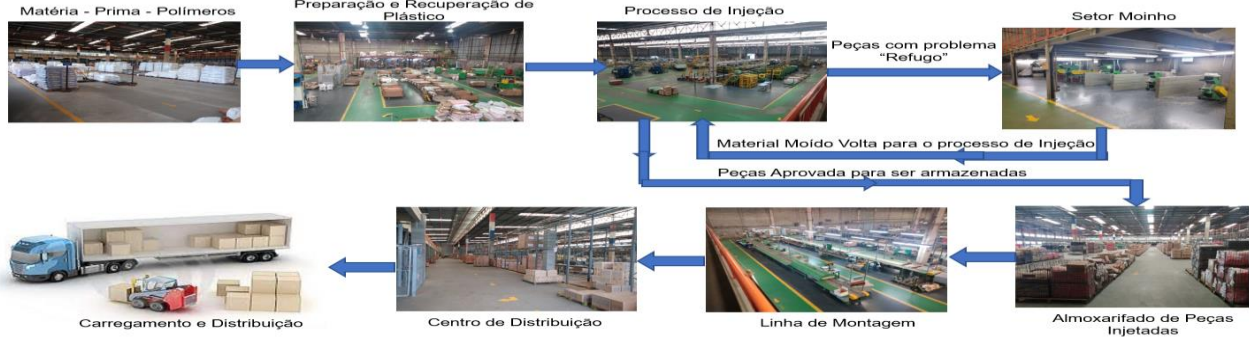 Matéria - Prima - Polímeros
Preparação e Recuperação de
Plástico
Processo de Injeção
Peças com problema
“Refugo”
Setor Moinho
Material Moído Volta para o processo de Injeção
Peças Aprovada para ser armazenadas
Carregamento e Distribuição
Centro de Distribuição
Linha de Montagem
Almoxarifado de Peças
Injetadas